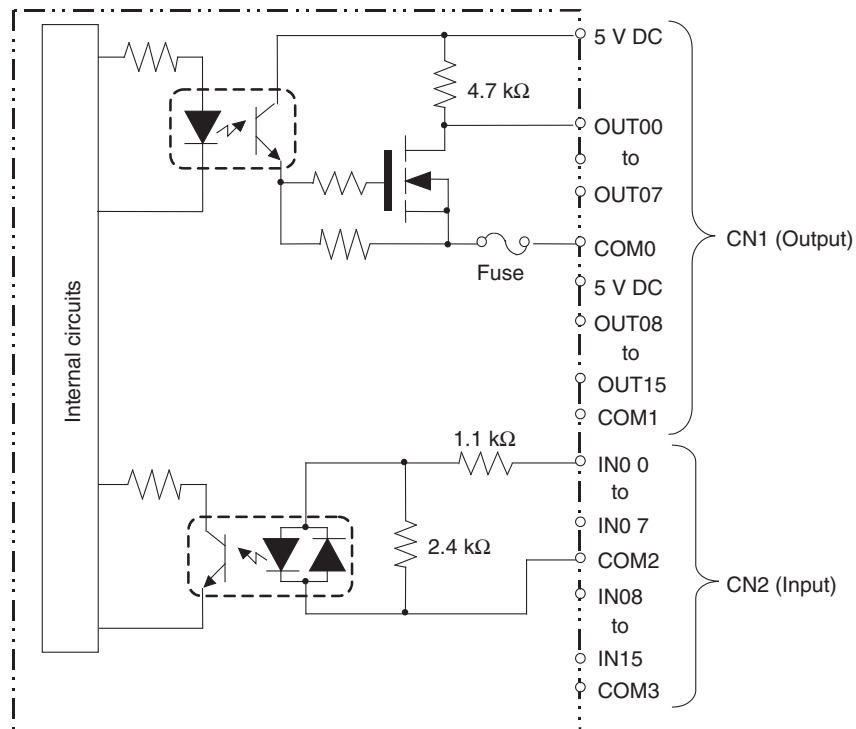 5 V DC
4.7 kΩ
OUT00
to
OUT07
COM0
Fuse
CN1 (Output)
5 V DC
OUT08
to
OUT15
COM1
Internal circuits
1.1 kΩ
IN0 0
to
IN0 7
2.4 kΩ
COM2
CN2 (Input)
IN08
to
IN15
COM3